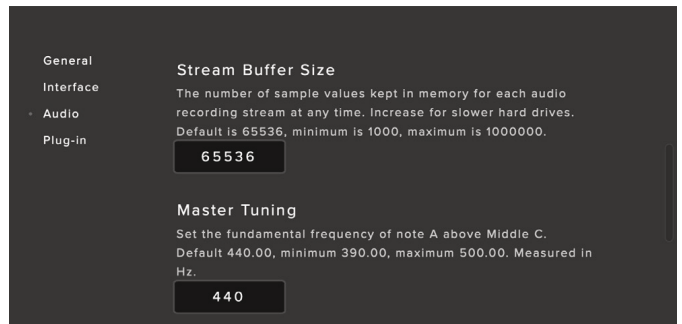 General
Interface
Audio
Plug-in
Stream Buffer Size
The number of sample values kept in memory for each audio
recording stream at any time. Increase for slower hard drives.
Default is 65536, minimum is 1000, maximum is 1000000.
65536
Master Tuning
Set the fundamental frequency of note A above Middle C.
Default 440.00, minimum 390.00, maximum 500.00. Measured in
Hz.
440